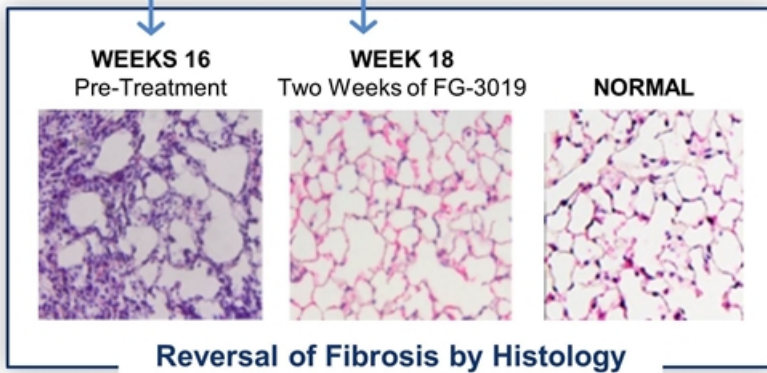 WEEKS 16
Pre-Treatment
WEEK 18
Two Weeks of FG-3019
NORMAL
Reversal of Fibrosis by Histology